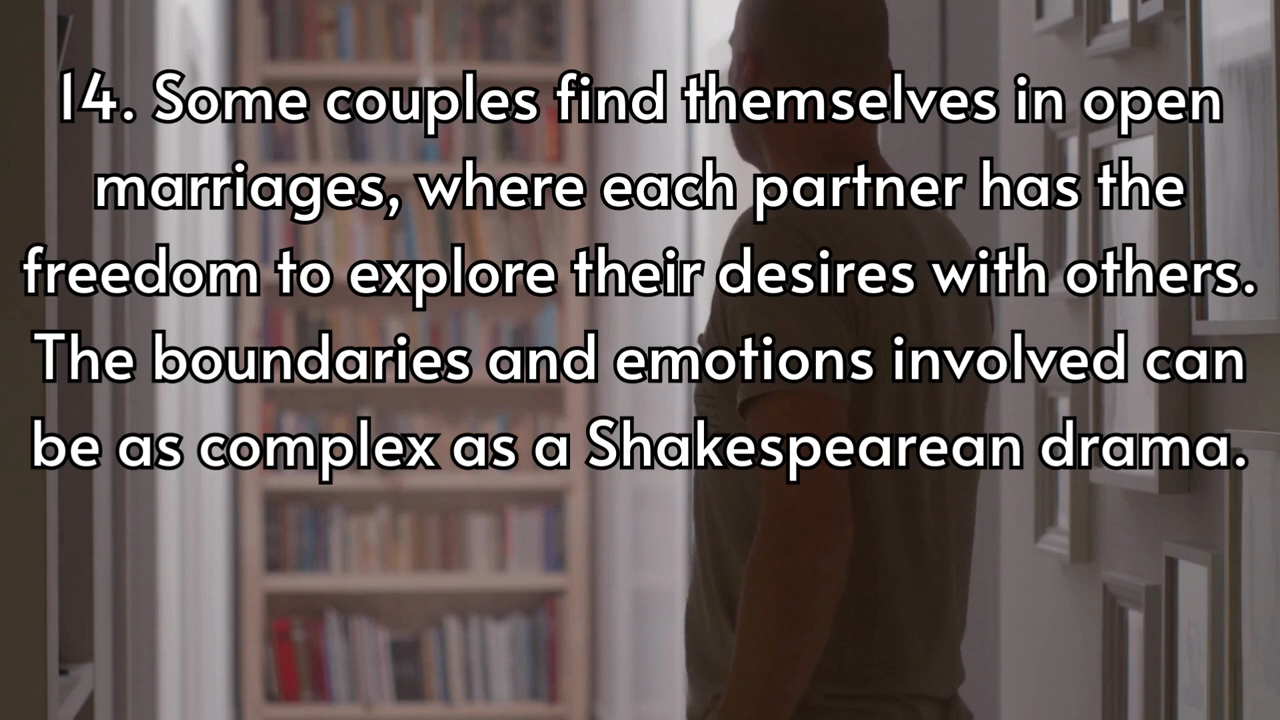 14. Some couples find themselves in open
marriages, where each partner has the
freedom to explore their desires with others.
The boundaries and emotions involved can
be as complex as a Shakespearean drama.